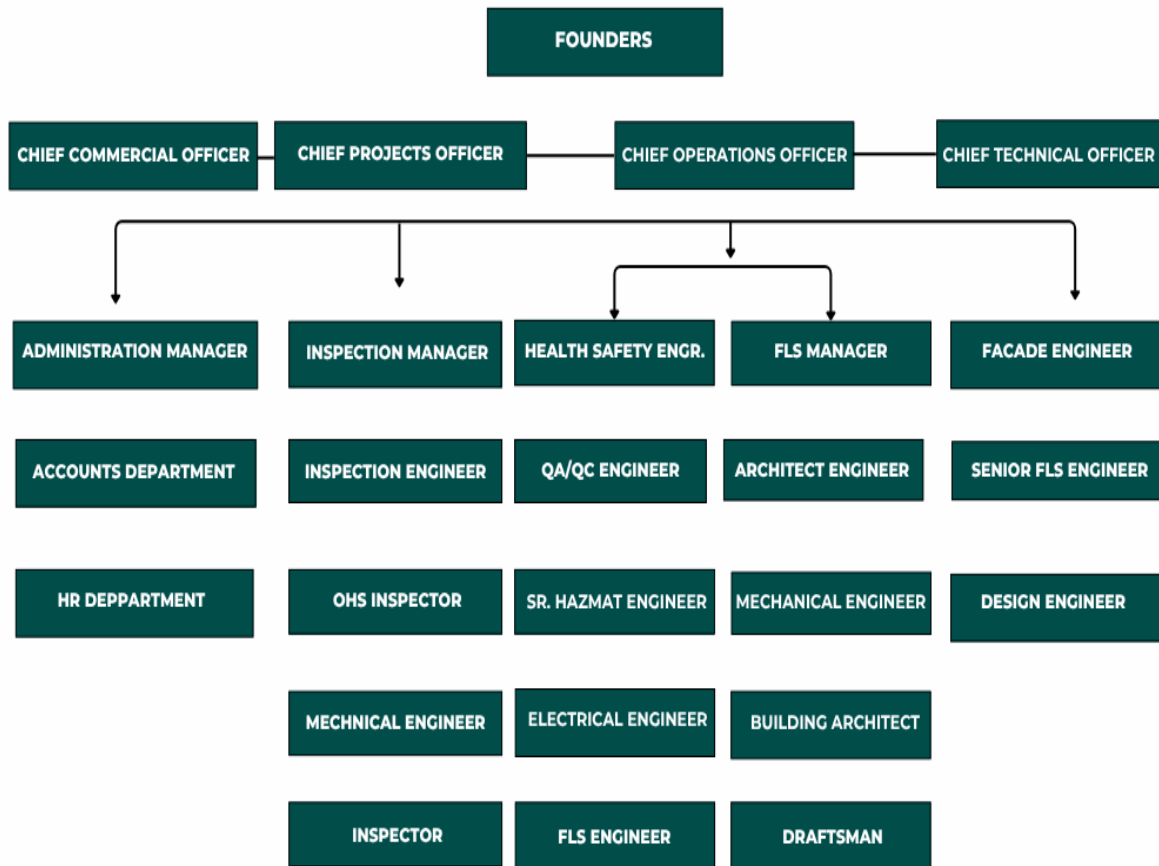 FOUNDERS
CHIEF COMMERCIAL OFFICER
CHIEF PROJECTS OFFICER
CHIEF OPERATIONS OFFICER
CHIEF TECHNICAL OFFICER
ADMINISTRATION MANAGER
INSPECTION MANAGER
HEALTH SAFETY ENGR.
FLS MANAGER
FACADE ENGINEER
ACCOUNTS DEPARTMENT
INSPECTION ENGINEER
QA/QC ENGINEER
ARCHITECT ENGINEER
SENIOR FLS ENGINEER
HR DEPPARTMENT
OHS INSPECTOR
SR. HAZMAT ENGINEER
MECHANICAL ENGINEER
DESIGN ENGINEER
MECHNICAL ENGINEER
ELECTRICAL ENGINEER
BUILDING ARCHITECT
INSPECTOR
FLS ENGINEER
DRAFTSMAN